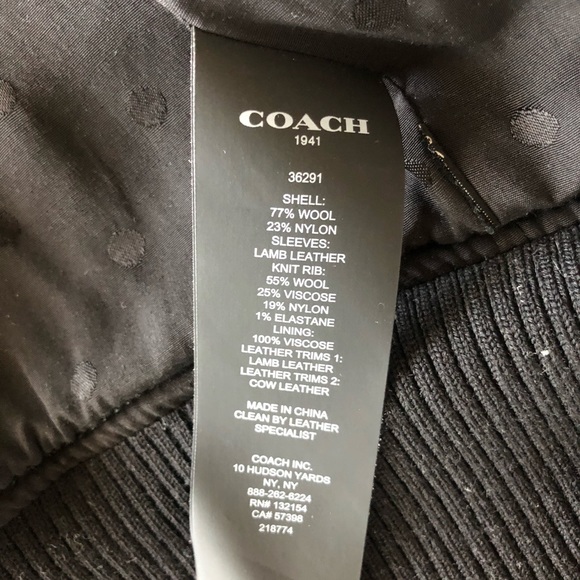 COACH
1941
36291
SHELL:
77% WOOL
23% NYLON
SLEEVES:
LAMB LEATHER
KNIT RIB:
55% WOOL
25% VISCOSE
19% NYLON
1% ELASTANE
LINING:
100% VISCOSE
LEATHER TRIMS 1:
LAMB LEATHER
LEATHER TRIMS 2:
COW LEATHER
MADE IN CHINA
CLEAN BY LEATHER
SPECIALIST
COACH INC.
10 HUDSON YARDS
NY, NY
888-262-6224
RN# 132154
CA# 57398
218774